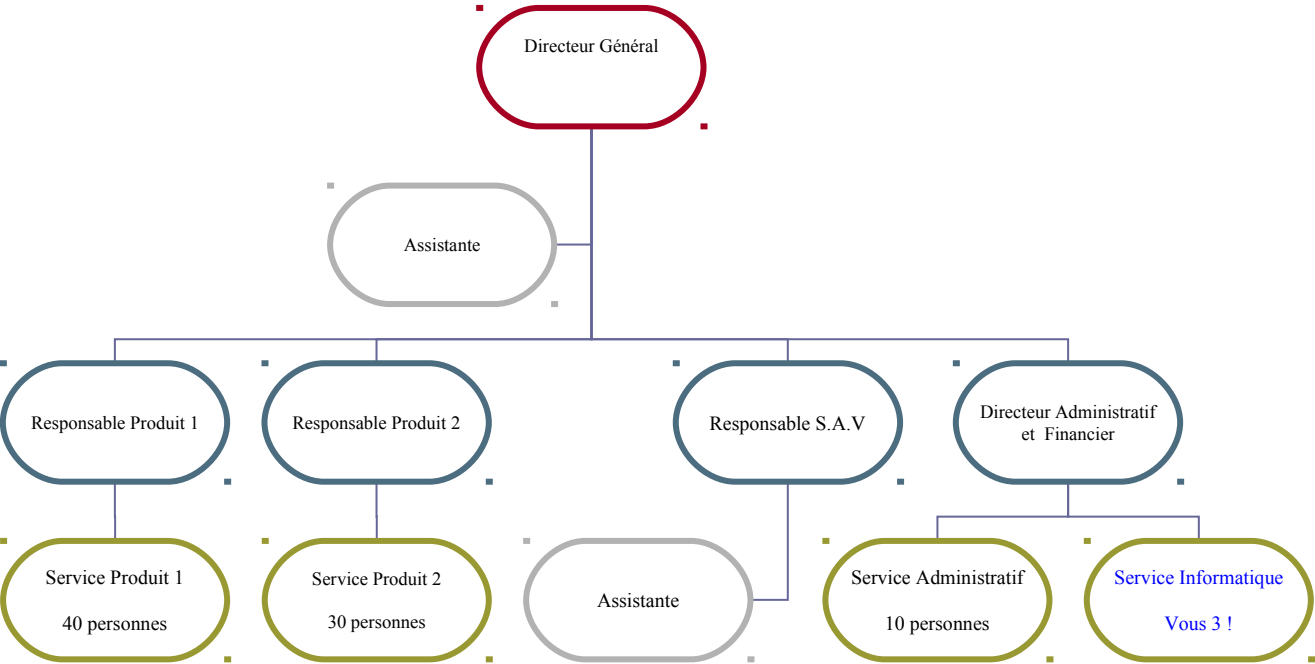 Directeur Général
Assistante
Responsable Produit 1
Responsable Produit 2
Responsable S.A.V
Directeur Administratif
et Financier
Service Produit 1
40 personnes
Service Produit 2
30 personnes
Assistante
Service Administratif
10 personnes
Service Informatique
Vous 3 !